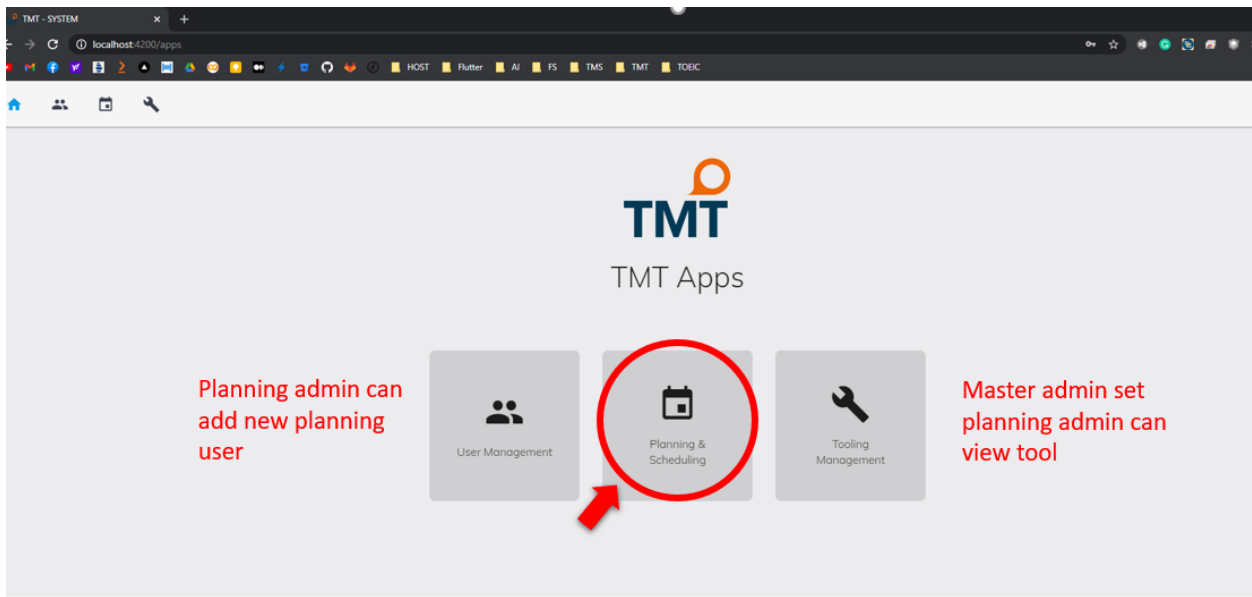 TMT - SYSTEM
localhost:4200/apps
HOST Flutter AI FS TMS TMT TOEIC
TMT
TMT Apps
Planning admin can
add new planning
user
User Management
Planning &
Scheduling
Tooling
Management
Master admin set
planning admin can
view tool